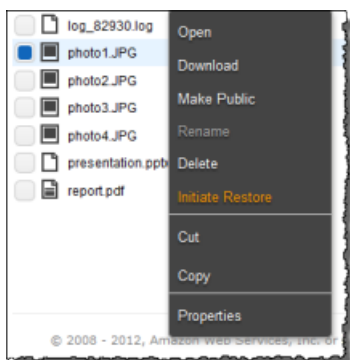 log_82930.log
photo1.JPG
photo2.JPG
photo3.JPG
photo4.JPG
presentation.ppt
report.pdf
Open
Download
Make Public
Rename
Delete
Initiate Restore
Cut
Copy
Properties
© 2008 - 2012, Amazon Web Services, Inc. or